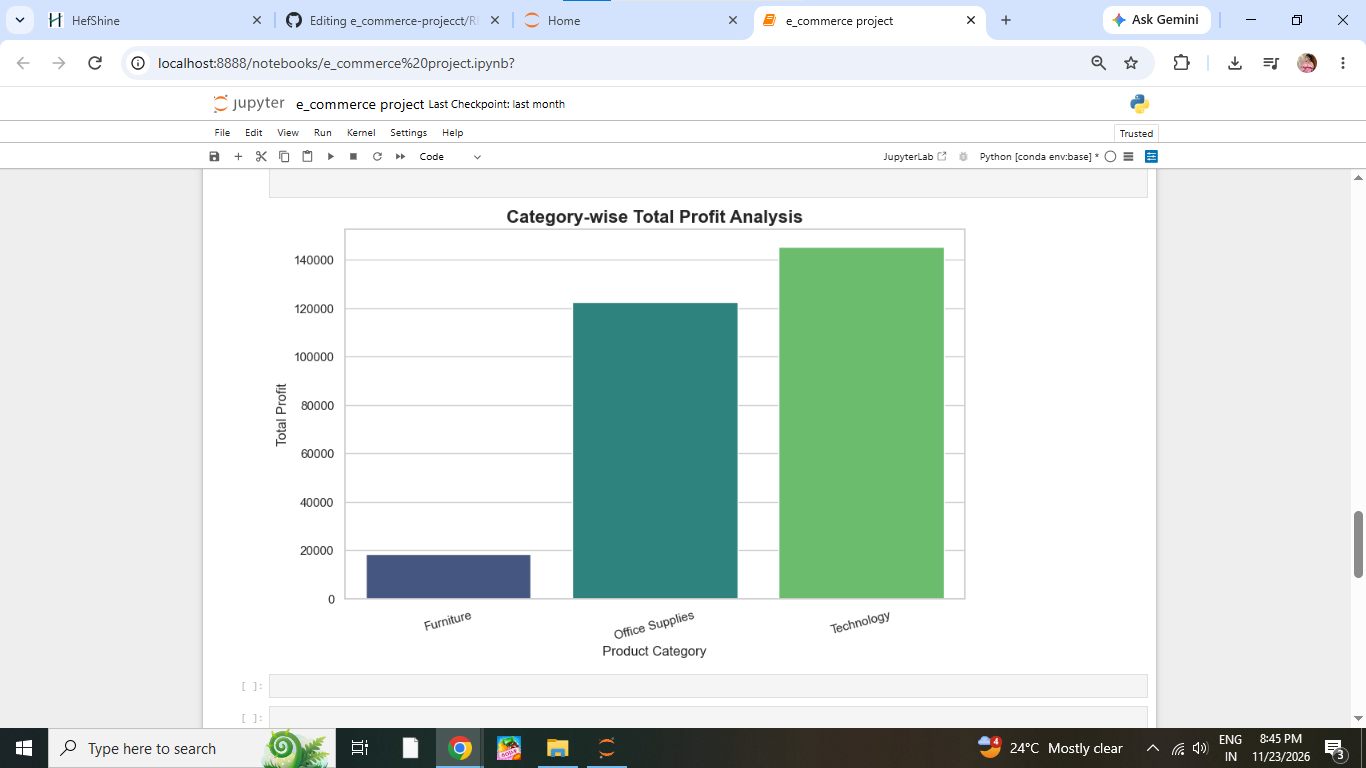 HefShine
Editing e_commerce-projecct/RE
Home
e_commerce project
Ask Gemini
localhost:8888/notebooks/e_commerce%20project.ipynb?
jupyter e_commerce project Last Checkpoint: last month
File Edit View Run Kernel Settings Help
Trusted
Code
JupyterLab
Python [conda env:base] *
Category-wise Total Profit Analysis
140000
120000
100000
80000
60000
40000
20000
0
Total Profit
Furniture
Office Supplies
Technology
Product Category
[ ]:
[ ]:
Type here to search
4
24°C Mostly clear
ENG
IN
8:45 PM
11/23/2026
3